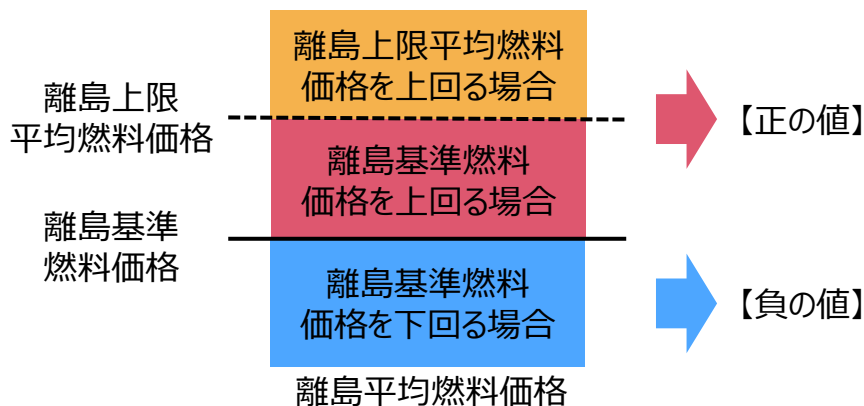 離島上限平均燃料
価格を上回る場合
離島上限
平均燃料価格
【正の値】
離島基準燃料
価格を上回る場合
離島基準
燃料価格
離島基準燃料
価格を下回る場合
【負の値】
離島平均燃料価格